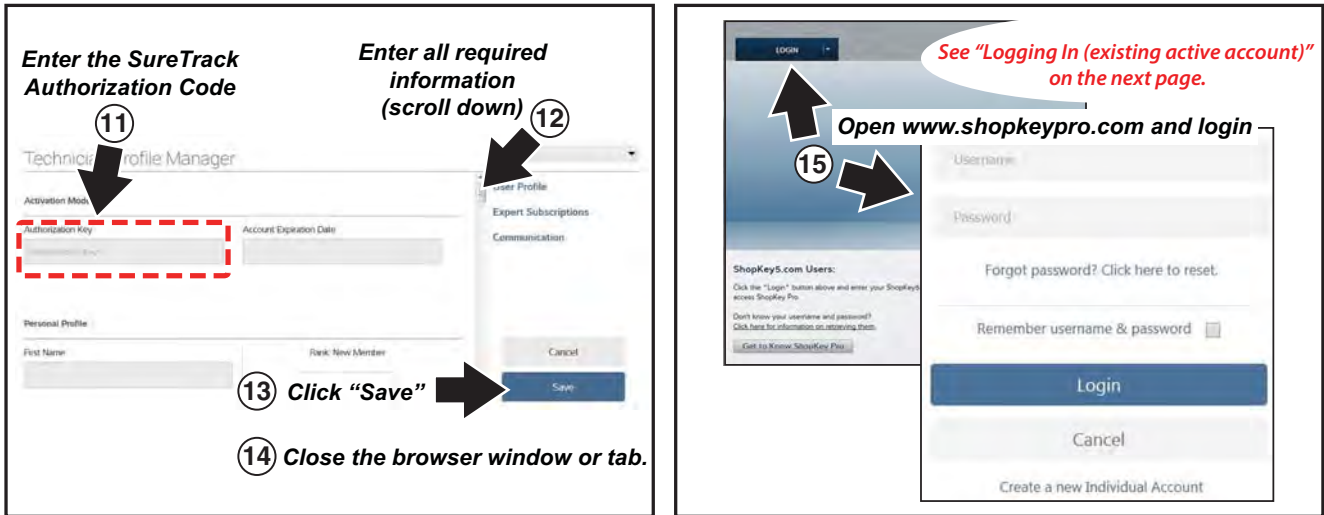 Enter the SureTrack
Authorization Code
11
Enter all required
information
(scroll down)
12
Technician Profile Manager
Activation Mod
Authorization Key
Account Expiration Date
User Profile
Expert Subscriptions
Communication
Personal Profile
First Name
Rank: New Member
Cancel
Save
13 Click “Save”
14 Close the browser window or tab.
LOGIN
See “Logging In (existing active account)”
on the next page.
Open www.shopkeypro.com and login
15
Username
Password
Forgot password? Click here to reset.
Remember username & password
Login
Cancel
Create a new Individual Account
ShopKey5.com Users:
Click the "Login" button above and enter your ShopKey5
access ShopKey Pro
Don't know your username and password?
Click here for information on retrieving them.
Get to Know ShopKey Pro